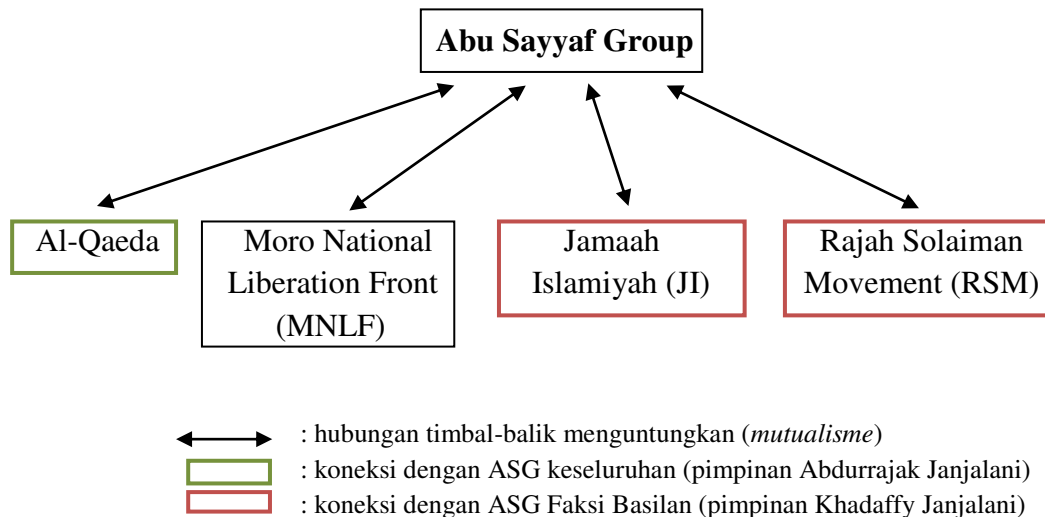 Abu Sayyaf Group
Al-Qaeda
Moro National
Liberation Front
(MNLF)
Jamaah
Islamiyah (JI)
Rajah Solaiman
Movement (RSM)
: hubungan timbal-balik menguntungkan (mutualisme)
: koneksi dengan ASG keseluruhan (pimpinan Abdurrajak Janjalani)
: koneksi dengan ASG Faksi Basilan (pimpinan Khadaffy Janjalani)